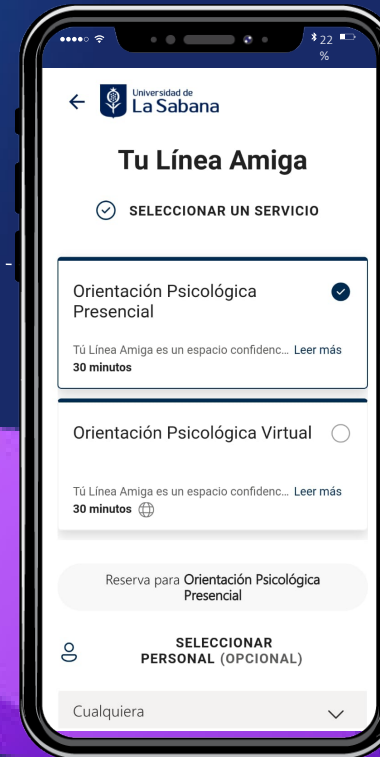 22
%
Universidad de
La Sabana
Tu Línea Amiga
SELECCIONAR UN SERVICIO
Orientación Psicológica
Presencial
Tú Línea Amiga es un espacio confidenc... Leer más
30 minutos
Orientación Psicológica Virtual
Tú Línea Amiga es un espacio confidenc... Leer más
30 minutos
Reserva para Orientación Psicológica
Presencial
SELECCIONAR
PERSONAL (OPCIONAL)
Cualquiera